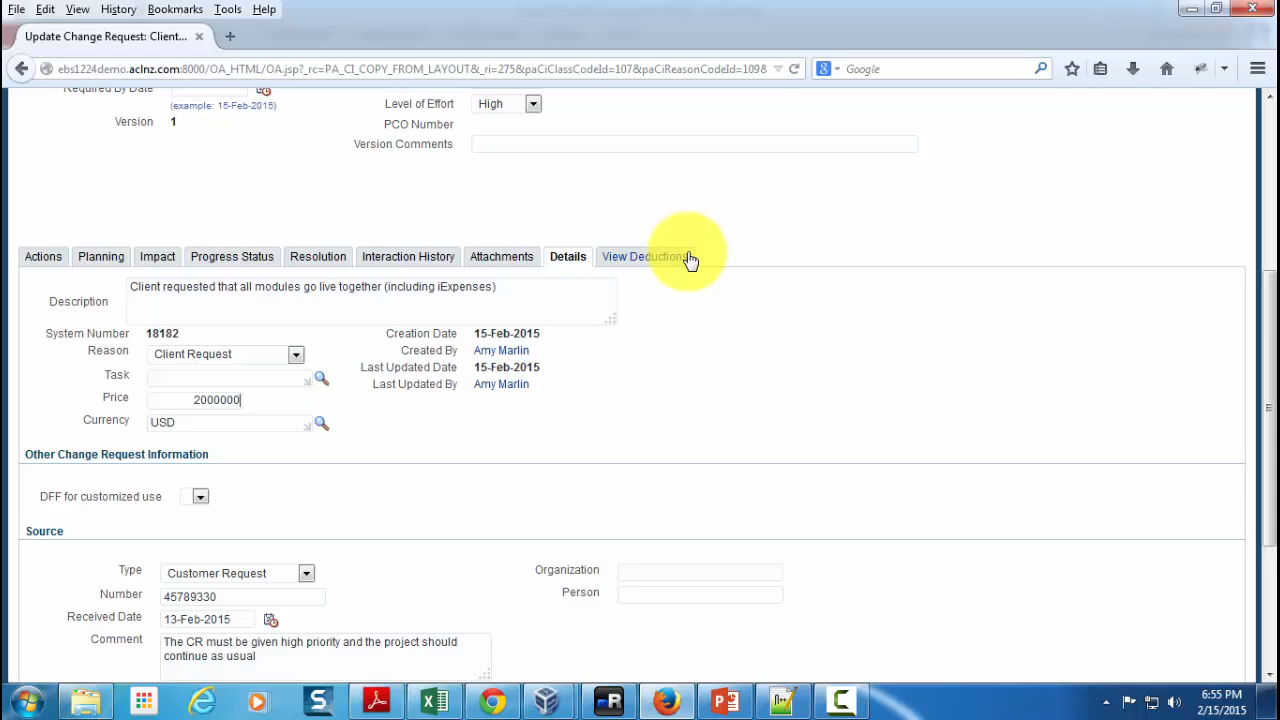 File Edit View History Bookmarks Tools Help
Update Change Request: Client...
ebs1224demo.aclnz.com:8000/OA_HTML/OA.jsp?_rc=PA_CI_COPY_FROM_LAYOUT&_ri=275&paCiClassCodeId=107&paCiReasonCodeId=1098
Google
Required By Date
(example: 15-Feb-2015)
Level of Effort High
Version 1
PCO Number
Version Comments
Actions Planning Impact Progress Status Resolution Interaction History Attachments Details View Deductions
Description Client requested that all modules go live together (including iExpenses)
System Number 18182 Creation Date 15-Feb-2015
Reason Client Request Created By Amy Marlin
Last Updated Date 15-Feb-2015
Task Last Updated By Amy Marlin
Price 2000000
Currency USD
Other Change Request Information
DFF for customized use
Source
Type Customer Request Organization
Number 45789330 Person
Received Date 13-Feb-2015
Comment The CR must be given high priority and the project should
continue as usual
6:55 PM
2/15/2015